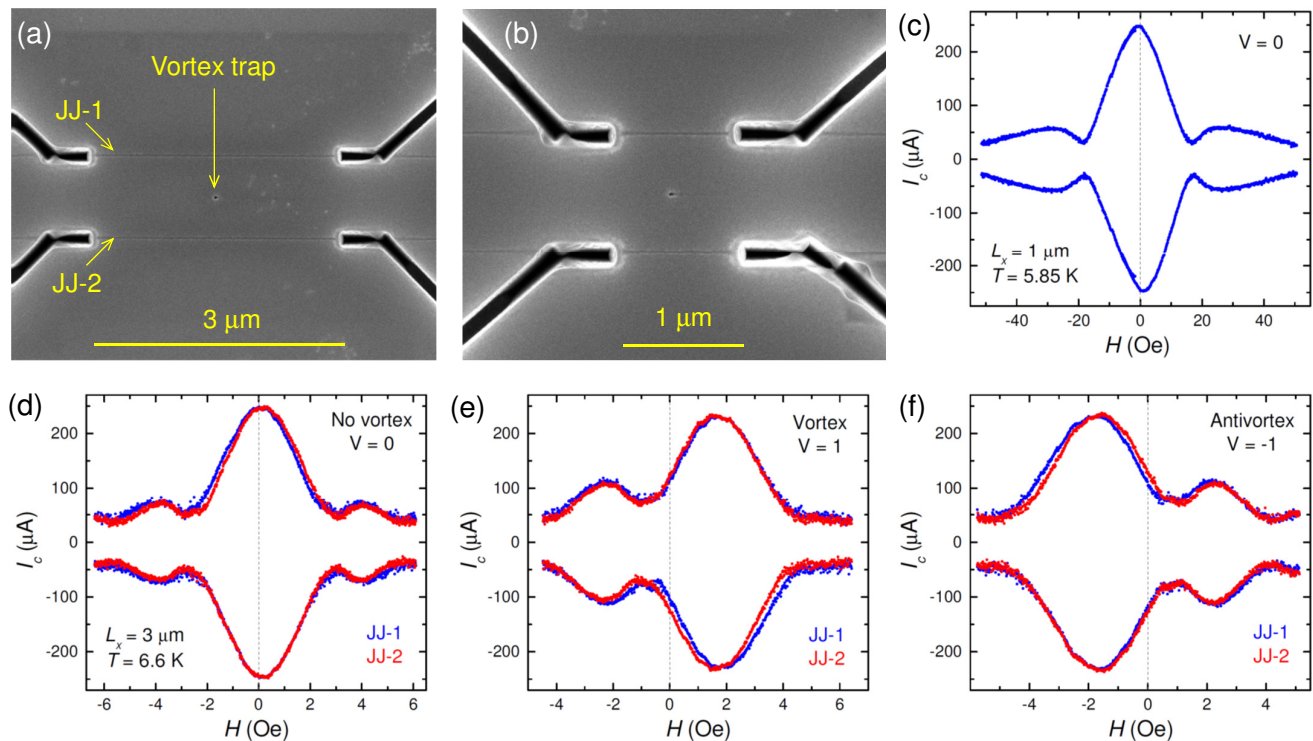 (a)
Vortex trap
JJ-1
JJ-2
3 μm
(b)
1 μm
(c)
V = 0
I_c (μA)
200
100
0
-100
-200
L_x = 1 μm
T = 5.85 K
-40 -20 0 20 40
H (Oe)
(d)
No vortex
V = 0
I_c (μA)
200
100
0
-100
-200
L_x = 3 μm
T = 6.6 K
JJ-1
JJ-2
-6 -4 -2 0 2 4 6
H (Oe)
(e)
Vortex
V = 1
I_c (μA)
200
100
0
-100
-200
JJ-1
JJ-2
-4 -2 0 2 4 6
H (Oe)
(f)
Antivortex
V = -1
I_c (μA)
200
100
0
-100
-200
JJ-1
JJ-2
-4 -2 0 2 4
H (Oe)